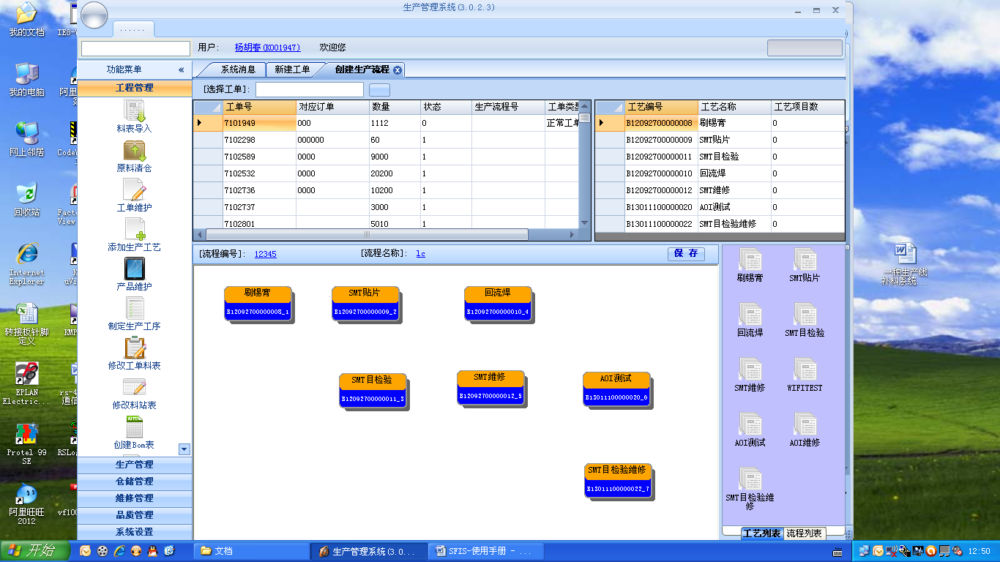 生产管理系统(3.0.2.3)
......
用户: 杨胡春(K001947) 欢迎您
功能菜单 «
工程管理
料表导入
原料清仓
工单维护
添加生产工艺
产品维护
制定生产工序
修改工单料表
修改料站表
创建Bom表
生产管理
仓储管理
维修管理
品质管理
系统设置
系统消息 新建工单 创建生产流程
[选择工单]:
工单号 对应订单 数量 状态 生产流程号 工单类型
7101949 000 1112 0 正常工单
7102298 000000 60 1
7102589 0000 9000 1
7102532 0000 20200 1
7102736 0000 10200 1
7102737 3000 1
7102801 5010 1
工艺编号 工艺名称 工艺项目数
B12092700000008 刷锡膏 0
B12092700000009 SMT贴片 0
B12092700000011 SMT目检验 0
B12092700000010 回流焊 0
B12092700000012 SMT维修 0
B13011100000020 AOI测试 0
B13011100000022 SMT目检验维修 0
[流程编号]: 12345 [流程名称]: lc 保 存
刷锡膏
B12092700000008_1
SMT贴片
B12092700000009_2
回流焊
B12092700000010_4
SMT目检验
B12092700000011_3
SMT维修
B12092700000012_5
AOI测试
B13011100000020_6
SMT目检验维修
B13011100000022_7
刷锡膏 SMT贴片
回流焊 SMT目检验
SMT维修 WIFITEST
AOI测试 AOI维修
SMT目检验维
修
工艺列表 流程列表
我的文档
我的电脑
网上邻居
回收站
Internet
Explorer
转接板针脚
定义
EPLAN
Electric...
Protel 99
SE
阿里旺旺
2012
一种生产线
补料系统...
开始 文档 生产管理系统(3.0... SFIS-使用手册 - ... 12:50